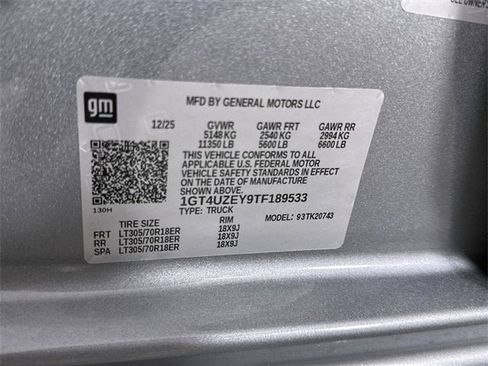 SEE OWNER'S
gm
MFD BY GENERAL MOTORS LLC
12/25 GVWR GAWR FRT GAWR RR
5148 KG 2540 KG 2994 KG
11350 LB 5600 LB 6600 LB
THIS VEHICLE CONFORMS TO ALL
APPLICABLE U.S. FEDERAL MOTOR
VEHICLE SAFETY STANDARDS IN EFFECT
ON THE DATE OF MANUFACTURE
SHOWN ABOVE.
1GT4UZEY9TF189533
TYPE: TRUCK MODEL: 93TK20743
130H
TIRE SIZE RIM
FRT LT305/70R18ER 18X9J
RR LT305/70R18ER 18X9J
SPA LT305/70R18ER 18X9J